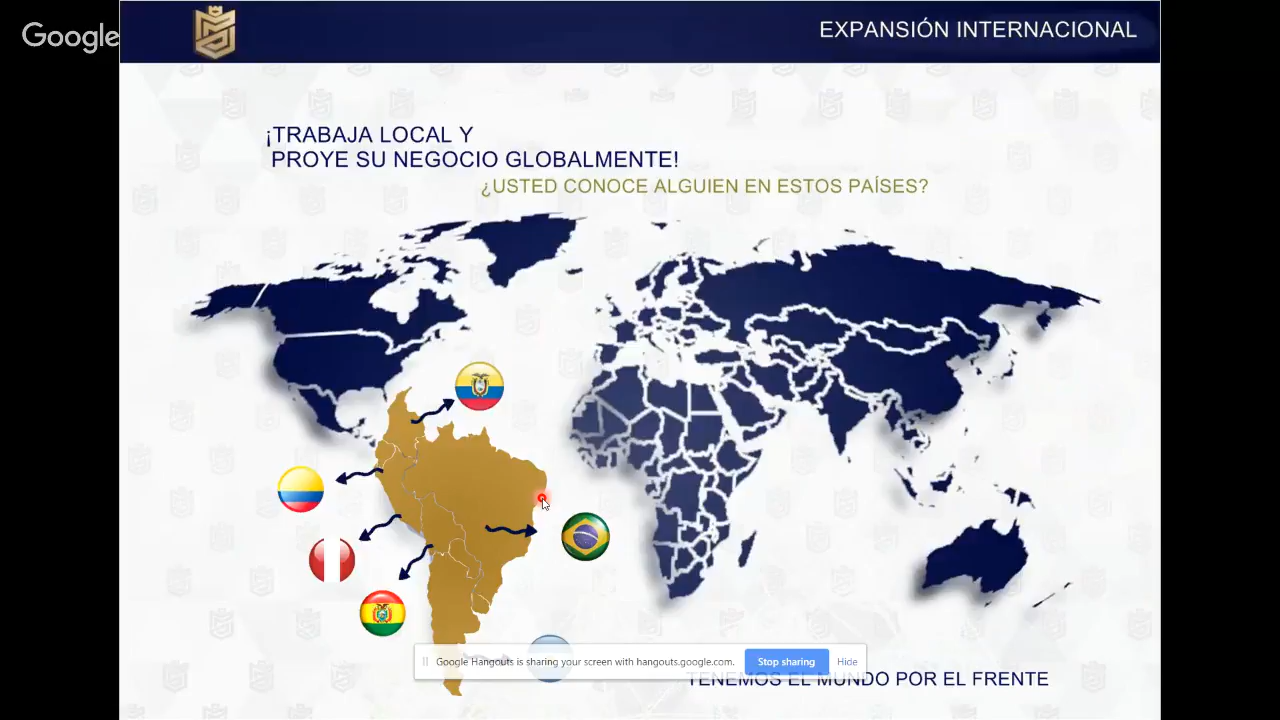 Google
EXPANSIÓN INTERNACIONAL
¡TRABAJA LOCAL Y
PROYE SU NEGOCIO GLOBALMENTE!
¿USTED CONOCE ALGUIEN EN ESTOS PAÍSES?
Google Hangouts is sharing your screen with hangouts.google.com.
Stop sharing
Hide
TENEMOS EL MUNDO POR EL FRENTE